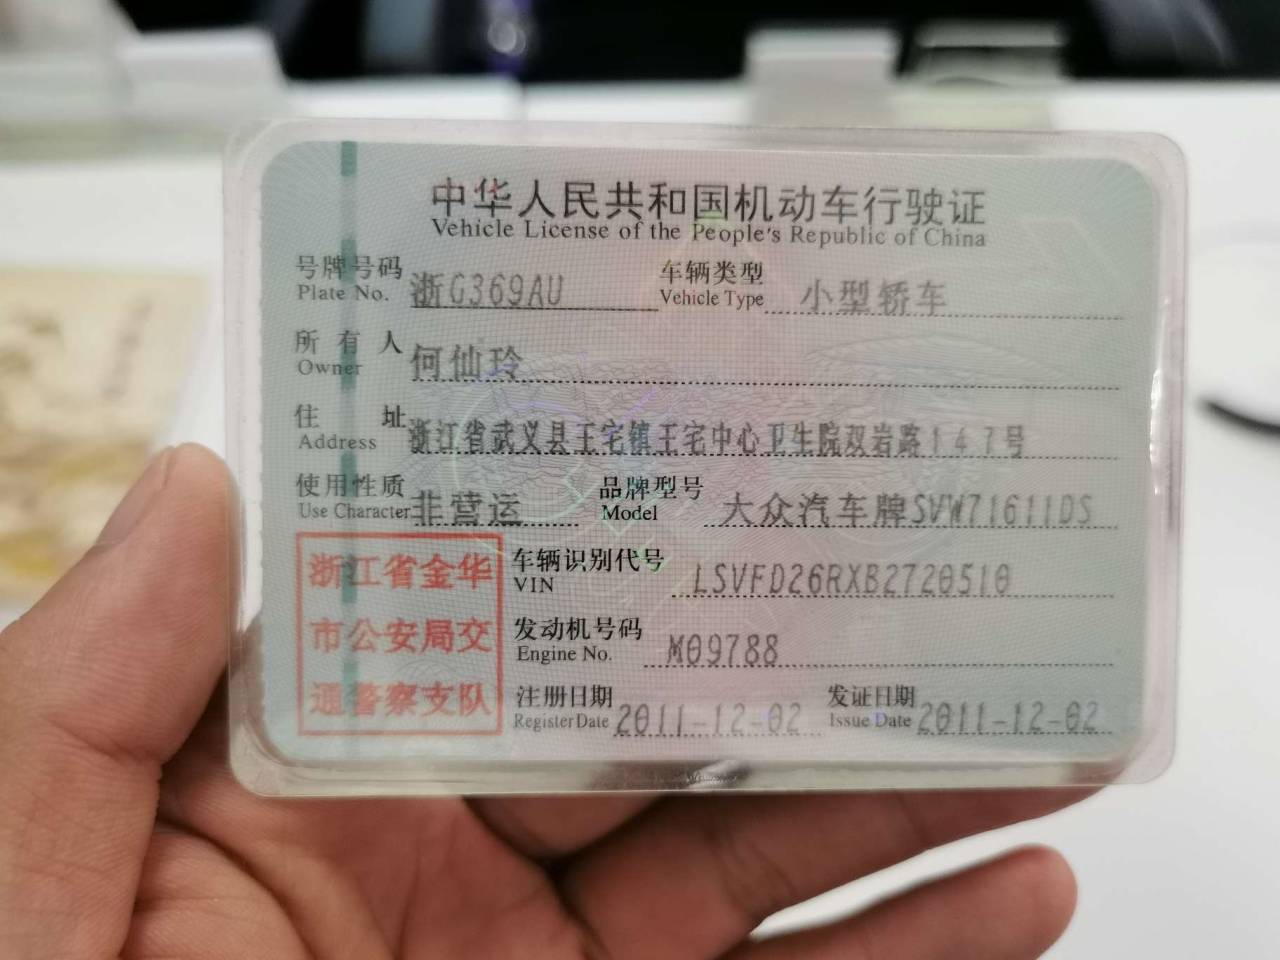 中华人民共和国机动车行驶证
Vehicle License of the People's Republic of China
号牌号码 浙G369AU 车辆类型 小型轿车
Plate No. Vehicle Type
所有人 何仙玲
Owner
住址 浙江省武义县王宅镇王宅中心卫生院双岩路147号
Address
使用性质 非营运 品牌型号 大众汽车牌SVW71611DS
Use Character Model
浙江省金华
市公安局交
通警察支队
车辆识别代号 LSVFD26RXB2720510
VIN
发动机号码 M09788
Engine No.
注册日期 2011-12-02 发证日期 2011-12-02
Register Date Issue Date